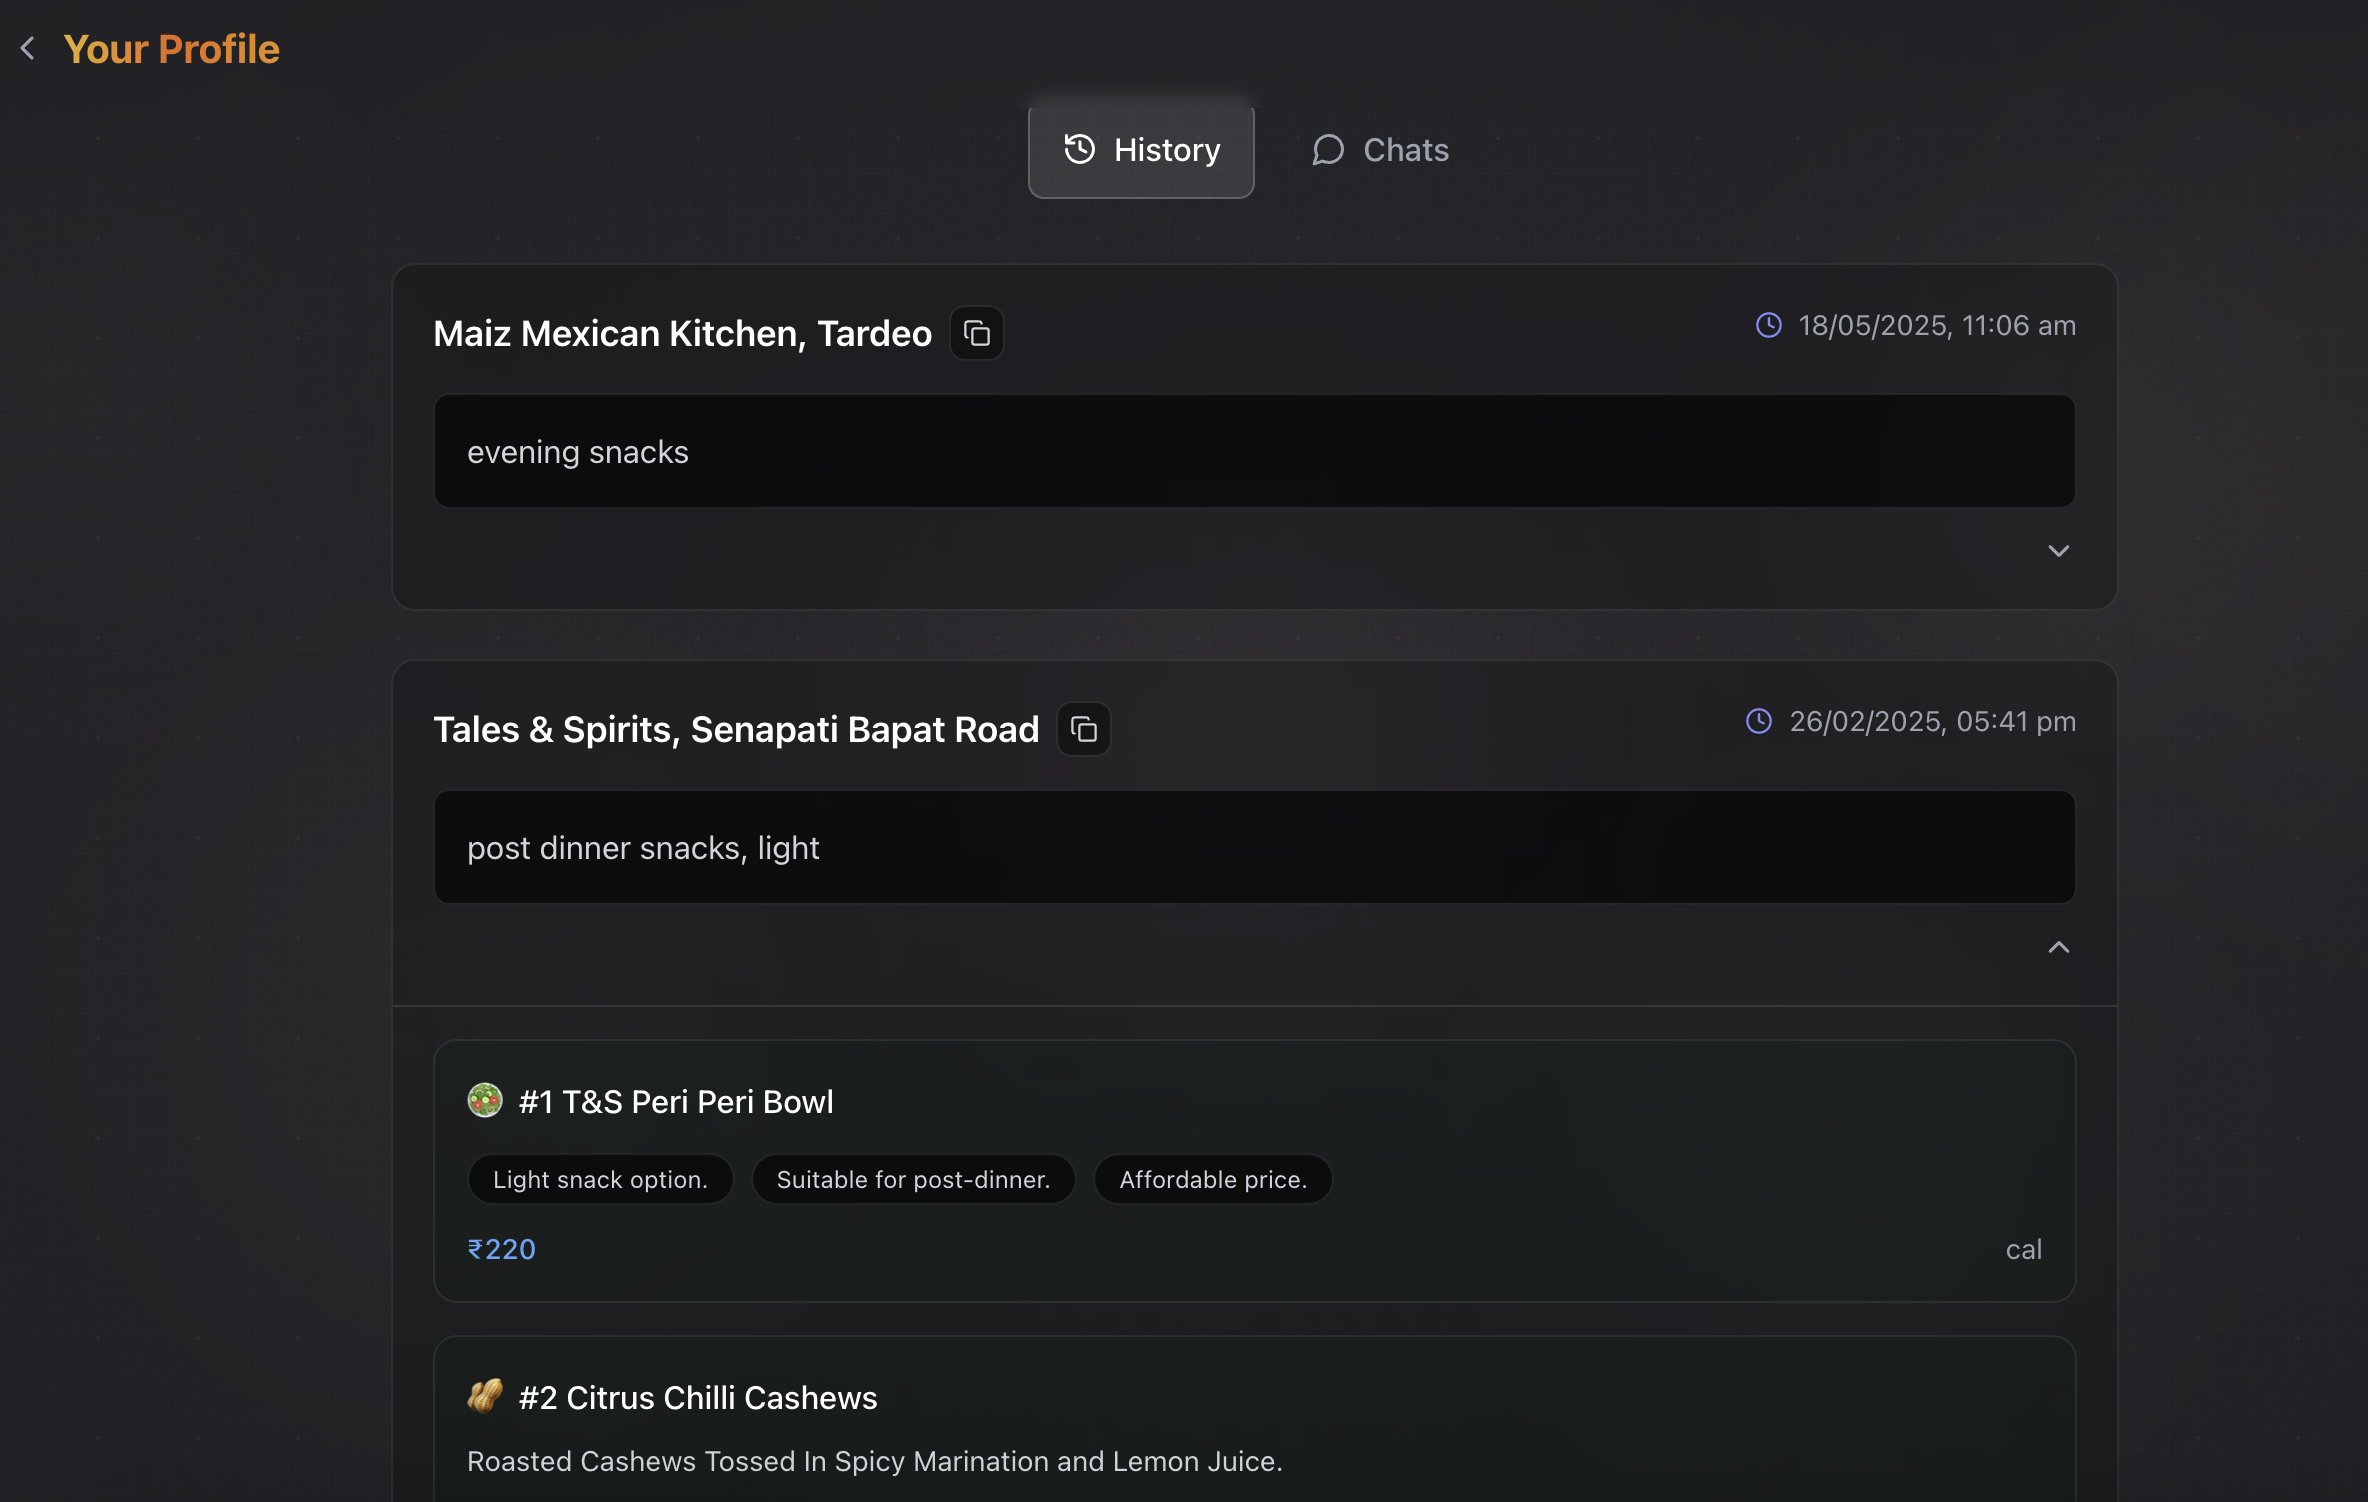 Your Profile
History
Chats
Maiz Mexican Kitchen, Tardeo
18/05/2025, 11:06 am
evening snacks
Tales & Spirits, Senapati Bapat Road
26/02/2025, 05:41 pm
post dinner snacks, light
#1 T&S Peri Peri Bowl
Light snack option. Suitable for post-dinner. Affordable price.
₹220 cal
#2 Citrus Chilli Cashews
Roasted Cashews Tossed In Spicy Marination and Lemon Juice.